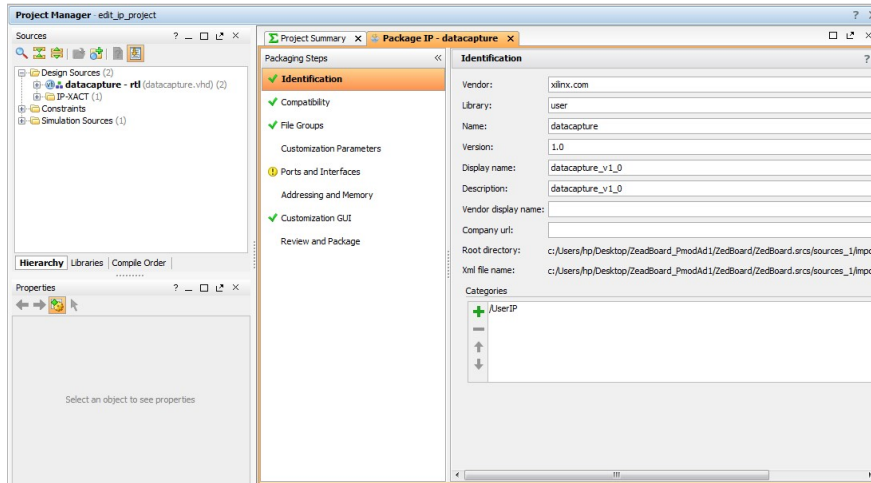 Project Manager - edit_ip_project
Sources
Design Sources (2)
datacapture - rtl (datacapture.vhd) (2)
IP-XACT (1)
Constraints
Simulation Sources (1)
Hierarchy Libraries Compile Order
Properties
Select an object to see properties
Project Summary
Package IP - datacapture
Packaging Steps
Identification
Compatibility
File Groups
Customization Parameters
Ports and Interfaces
Addressing and Memory
Customization GUI
Review and Package
Identification
Vendor: xilinx.com
Library: user
Name: datacapture
Version: 1.0
Display name: datacapture_v1_0
Description: datacapture_v1_0
Vendor display name:
Company url:
Root directory: c:/Users/hp/Desktop/ZeadBoard_PmodAd1/ZedBoard/ZedBoard.srcs/sources_1/impo
Xml file name: c:/Users/hp/Desktop/ZeadBoard_PmodAd1/ZedBoard/ZedBoard.srcs/sources_1/impo
Categories
/UserIP